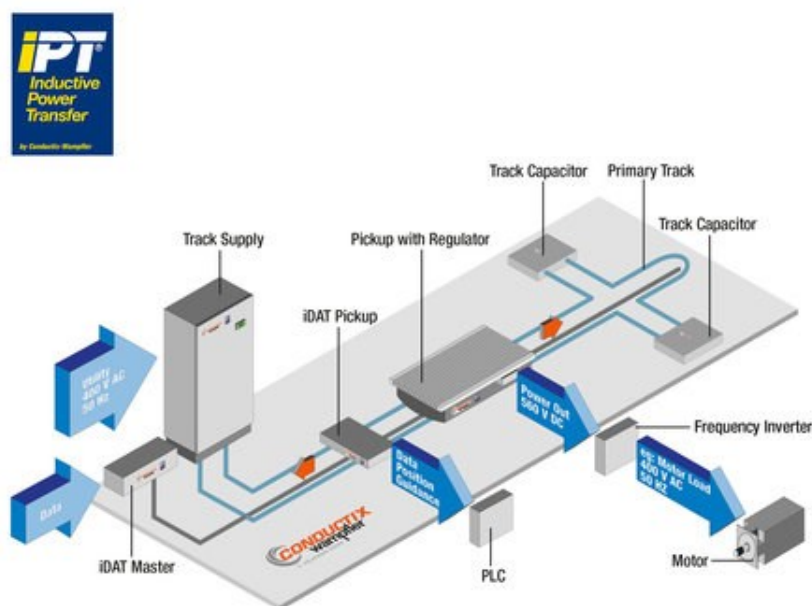 iPT®
Inductive
Power
Transfer
by Conductix-Wampfler
Track Capacitor
Primary Track
Track Supply
Pickup with Regulator
Track Capacitor
iDAT Pickup
Utility
400 V AC
50 HZ
Power Out
560 V DC
Frequency Inverter
Data
Position
Guidance
eg: Motor Load
400 V AC
50 HZ
Data
CONDUCTIX
wampfler
iDAT Master
PLC
Motor